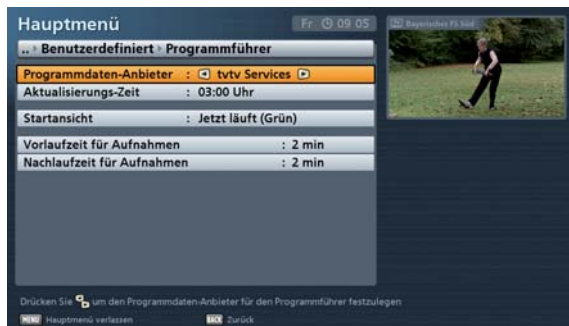 Hauptmenü
Fr 09 05
Bayerisches FS Süd
.. Benutzerdefiniert Programmführer
Programmdaten-Anbieter : tvtv Services
Aktualisierungs-Zeit : 03:00 Uhr
Startansicht : Jetzt läuft (Grün)
Vorlaufzeit für Aufnahmen : 2 min
Nachlaufzeit für Aufnahmen : 2 min
Drücken Sie um den Programmdaten-Anbieter für den Programmführer festzulegen
MENU Hauptmenü verlassen BACK Zurück